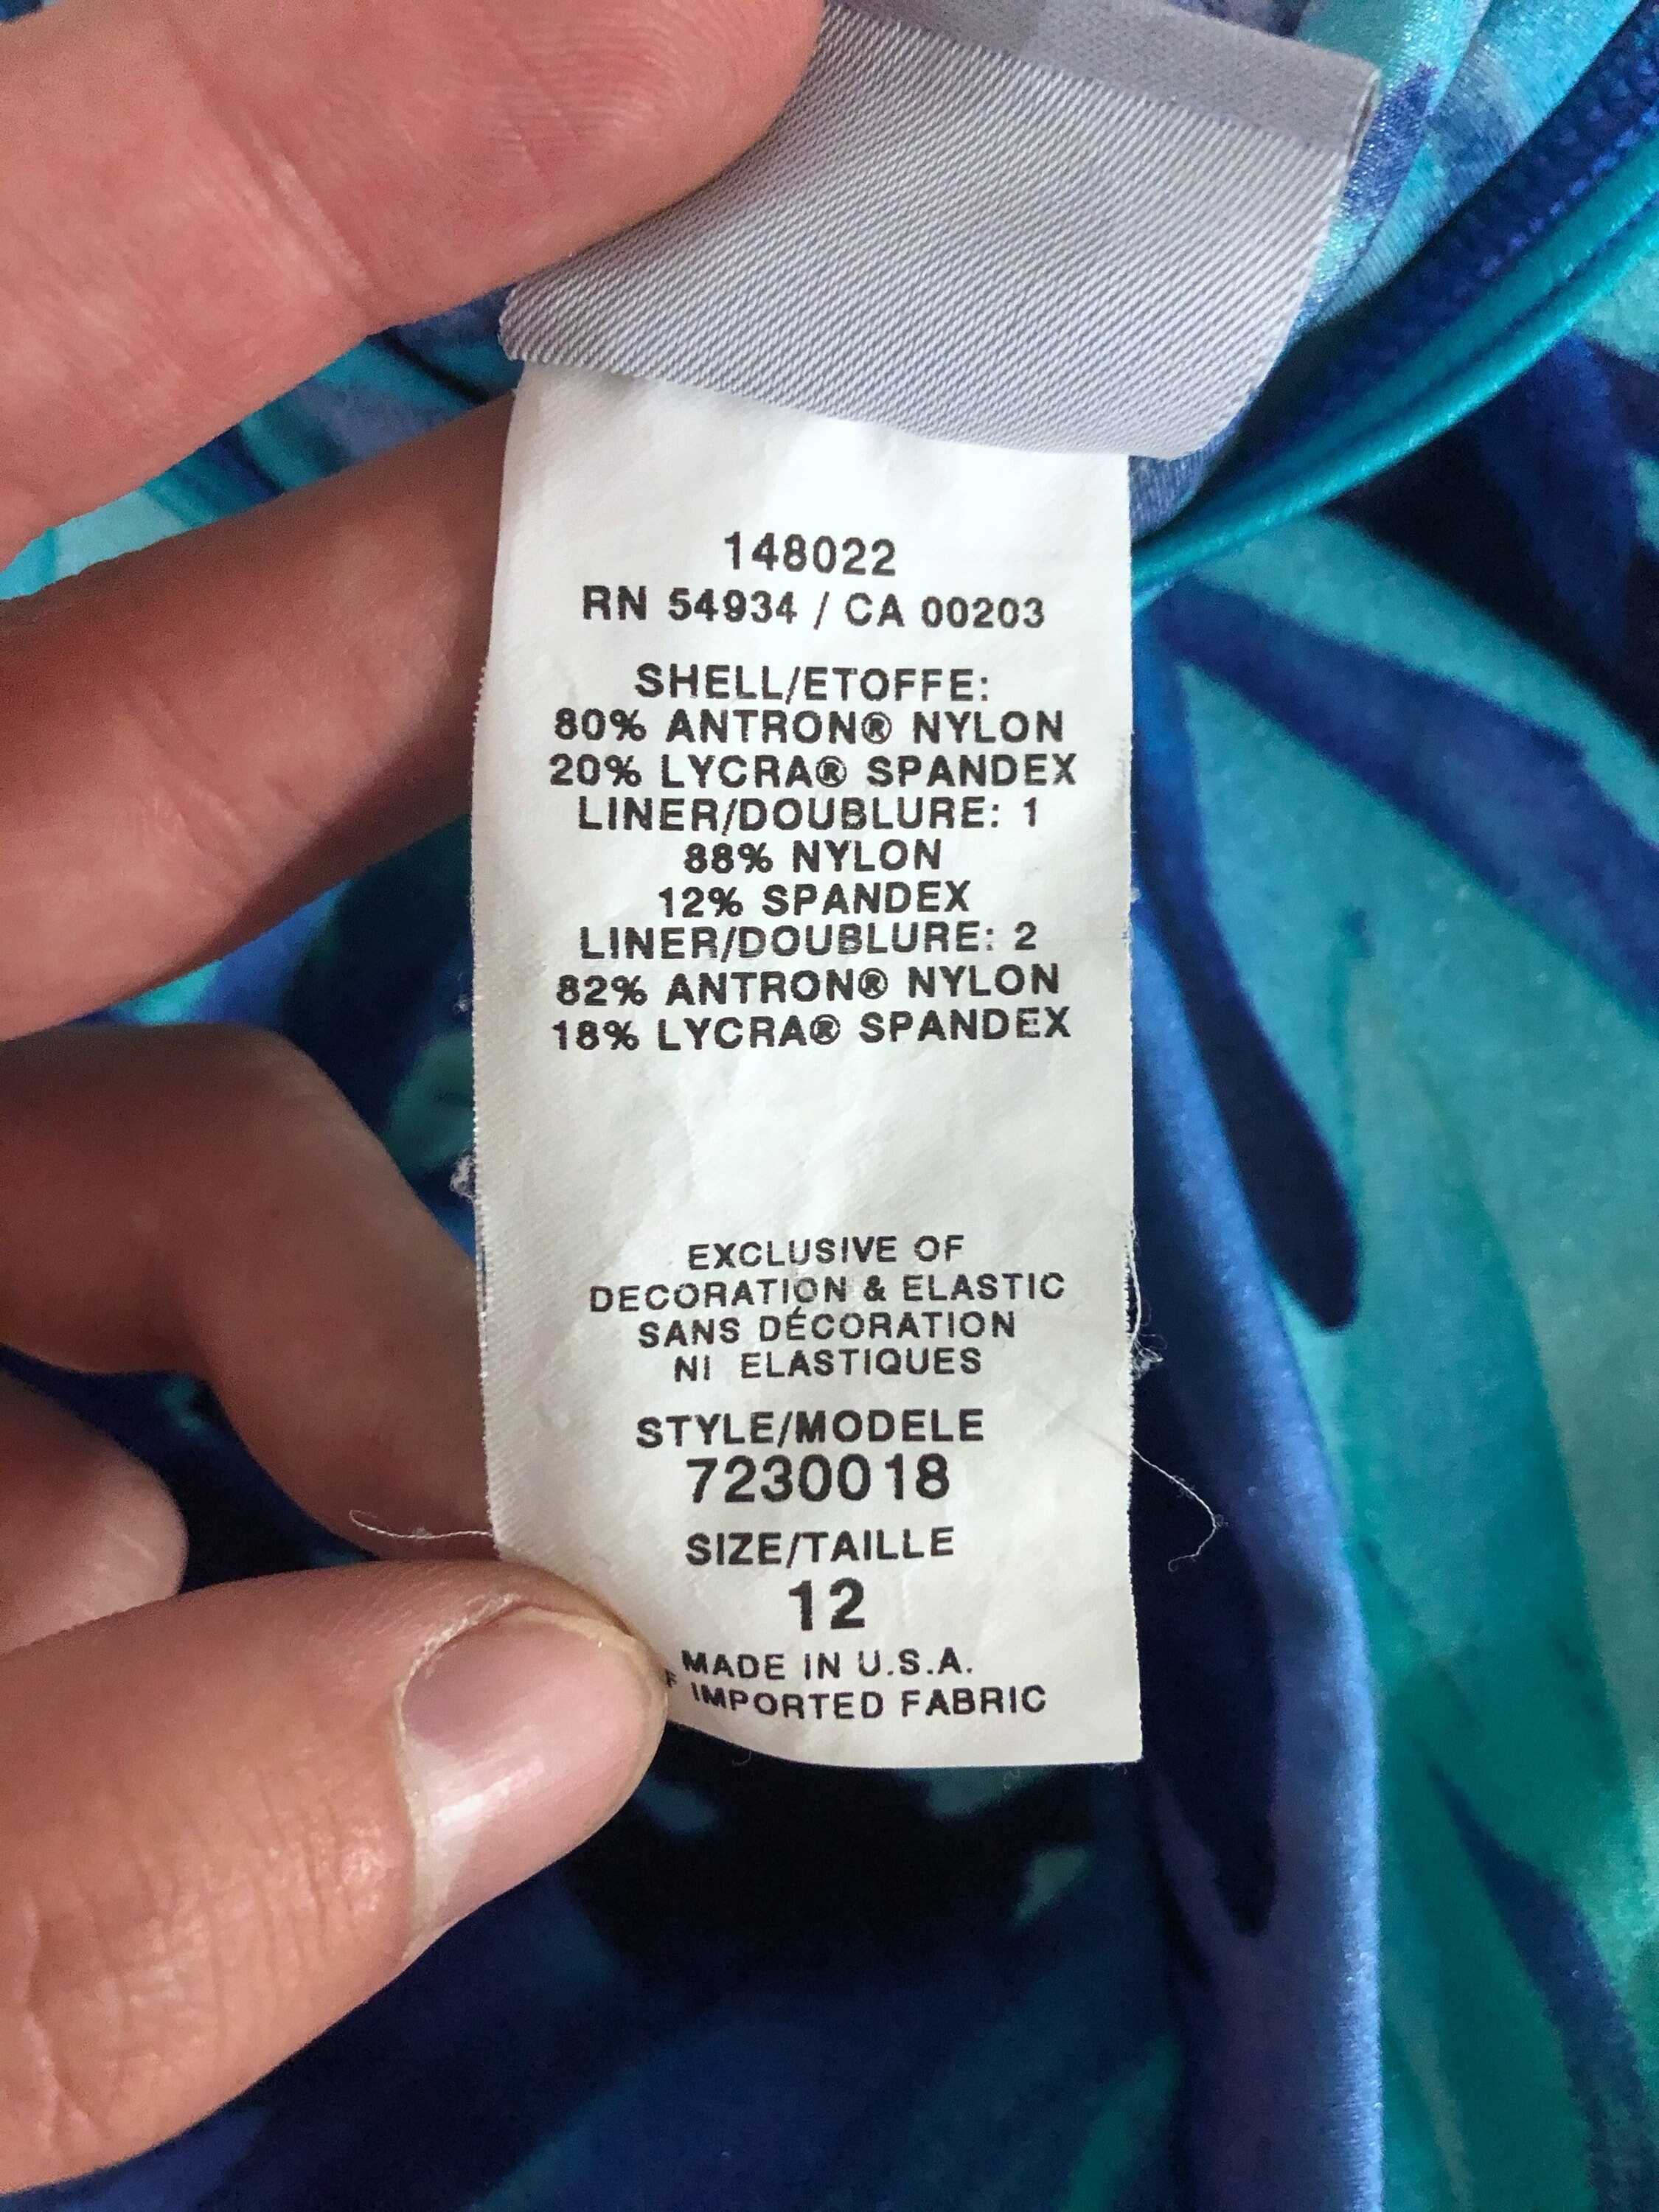 148022
RN 54934 / CA 00203
SHELL/ETOFFE:
80% ANTRON® NYLON
20% LYCRA® SPANDEX
LINER/DOUBLURE: 1
88% NYLON
12% SPANDEX
LINER/DOUBLURE: 2
82% ANTRON® NYLON
18% LYCRA® SPANDEX
EXCLUSIVE OF
DECORATION & ELASTIC
SANS DÉCORATION
NI ELASTIQUES
STYLE/MODELE
7230018
SIZE/TAILLE
12
MADE IN U.S.A.
IMPORTED FABRIC